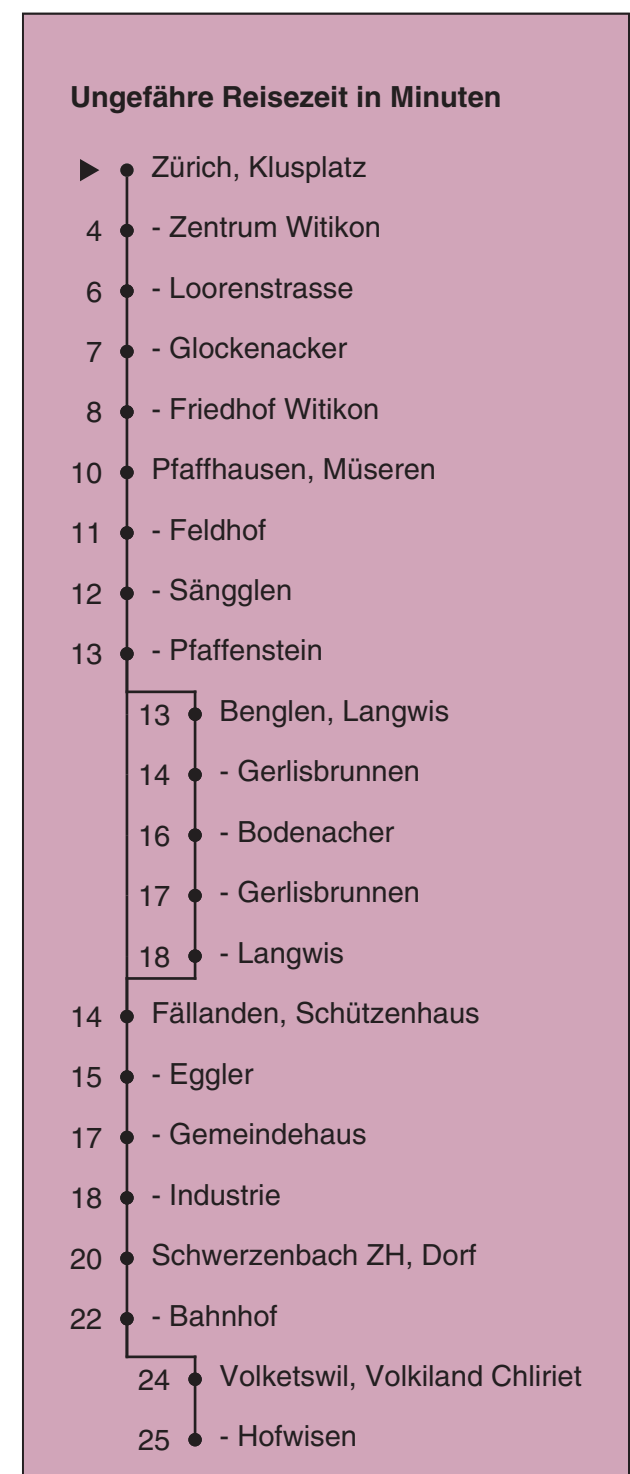 Ungefähre Reisezeit in Minuten
Zürich, Klusplatz
4 - Zentrum Witikon
6 - Loorenstrasse
7 - Glockenacker
8 - Friedhof Witikon
10 Pfaffhausen, Müseren
11 - Feldhof
12 - Sängglen
13 - Pfaffenstein
13 Benglen, Langwis
14 - Gerlisbrunnen
16 - Bodenacher
17 - Gerlisbrunnen
18 - Langwis
14 Fällanden, Schützenhaus
15 - Eggler
17 - Gemeindehaus
18 - Industrie
20 Schwerzenbach ZH, Dorf
22 - Bahnhof
24 Volketswil, Volkiland Chliriet
25 - Hofwisen